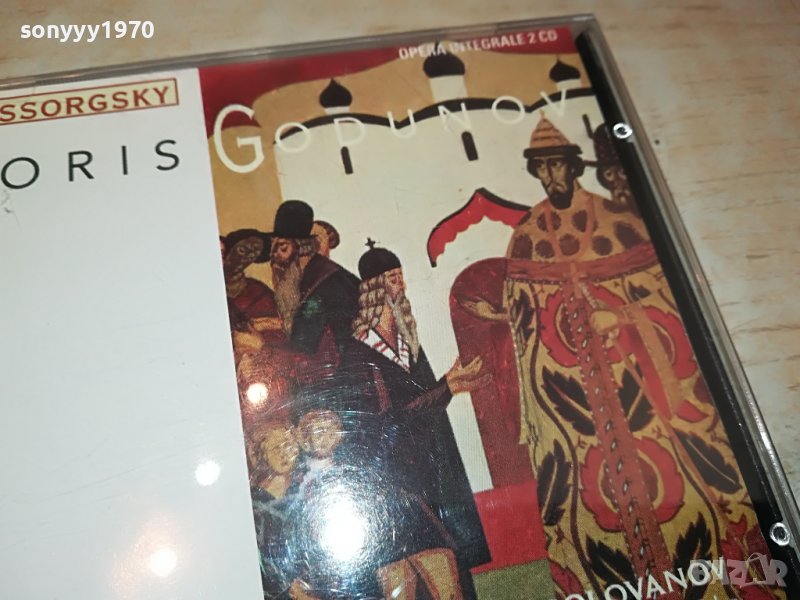 sonyyy1970
OPERA INTEGRALE 2 CD
SSORGSKY
ORIS GODUNOV
OLOVANOV